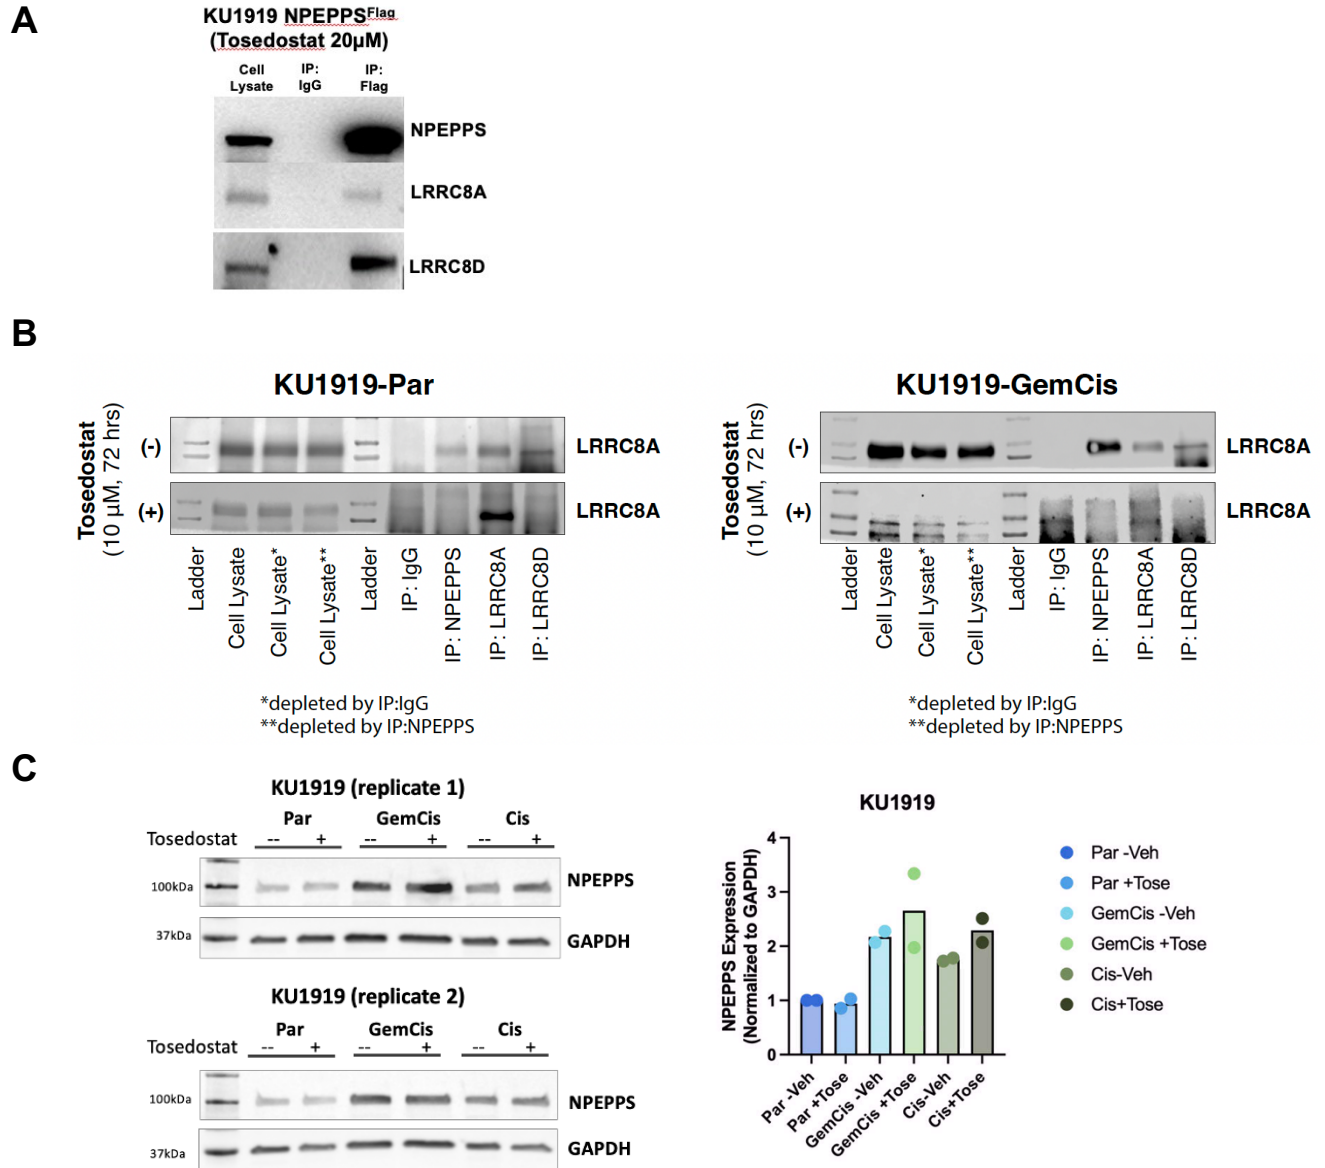 A
KU1919 NPEPPSFlag
(Tosedostat 20µM)
Cell Lysate
IP: IgG
IP: Flag
NPEPPS
LRRC8A
LRRC8D
B
KU1919-Par
Tosedostat
(10 µM, 72 hrs)
(-)
LRRC8A
(+)
LRRC8A
Ladder
Cell Lysate
Cell Lysate*
Cell Lysate**
Ladder
IP: IgG
IP: NPEPPS
IP: LRRC8A
IP: LRRC8D
*depleted by IP:IgG
**depleted by IP:NPEPPS
KU1919-GemCis
Tosedostat
(10 µM, 72 hrs)
(-)
LRRC8A
(+)
LRRC8A
Ladder
Cell Lysate
Cell Lysate*
Cell Lysate**
Ladder
IP: IgG
IP: NPEPPS
IP: LRRC8A
IP: LRRC8D
*depleted by IP:IgG
**depleted by IP:NPEPPS
C
KU1919 (replicate 1)
Par GemCis Cis
Tosedostat -- + -- + -- +
100kDa NPEPPS
37kDa GAPDH
KU1919 (replicate 2)
Par GemCis Cis
Tosedostat -- + -- + -- +
100kDa NPEPPS
37kDa GAPDH
KU1919
NPEPPS Expression
(Normalized to GAPDH)
4
3
2
1
0
Par -Veh
Par +Tose
GemCis -Veh
GemCis +Tose
Cis-Veh
Cis+Tose
Par -Veh
Par +Tose
GemCis -Veh
GemCis +Tose
Cis-Veh
Cis+Tose